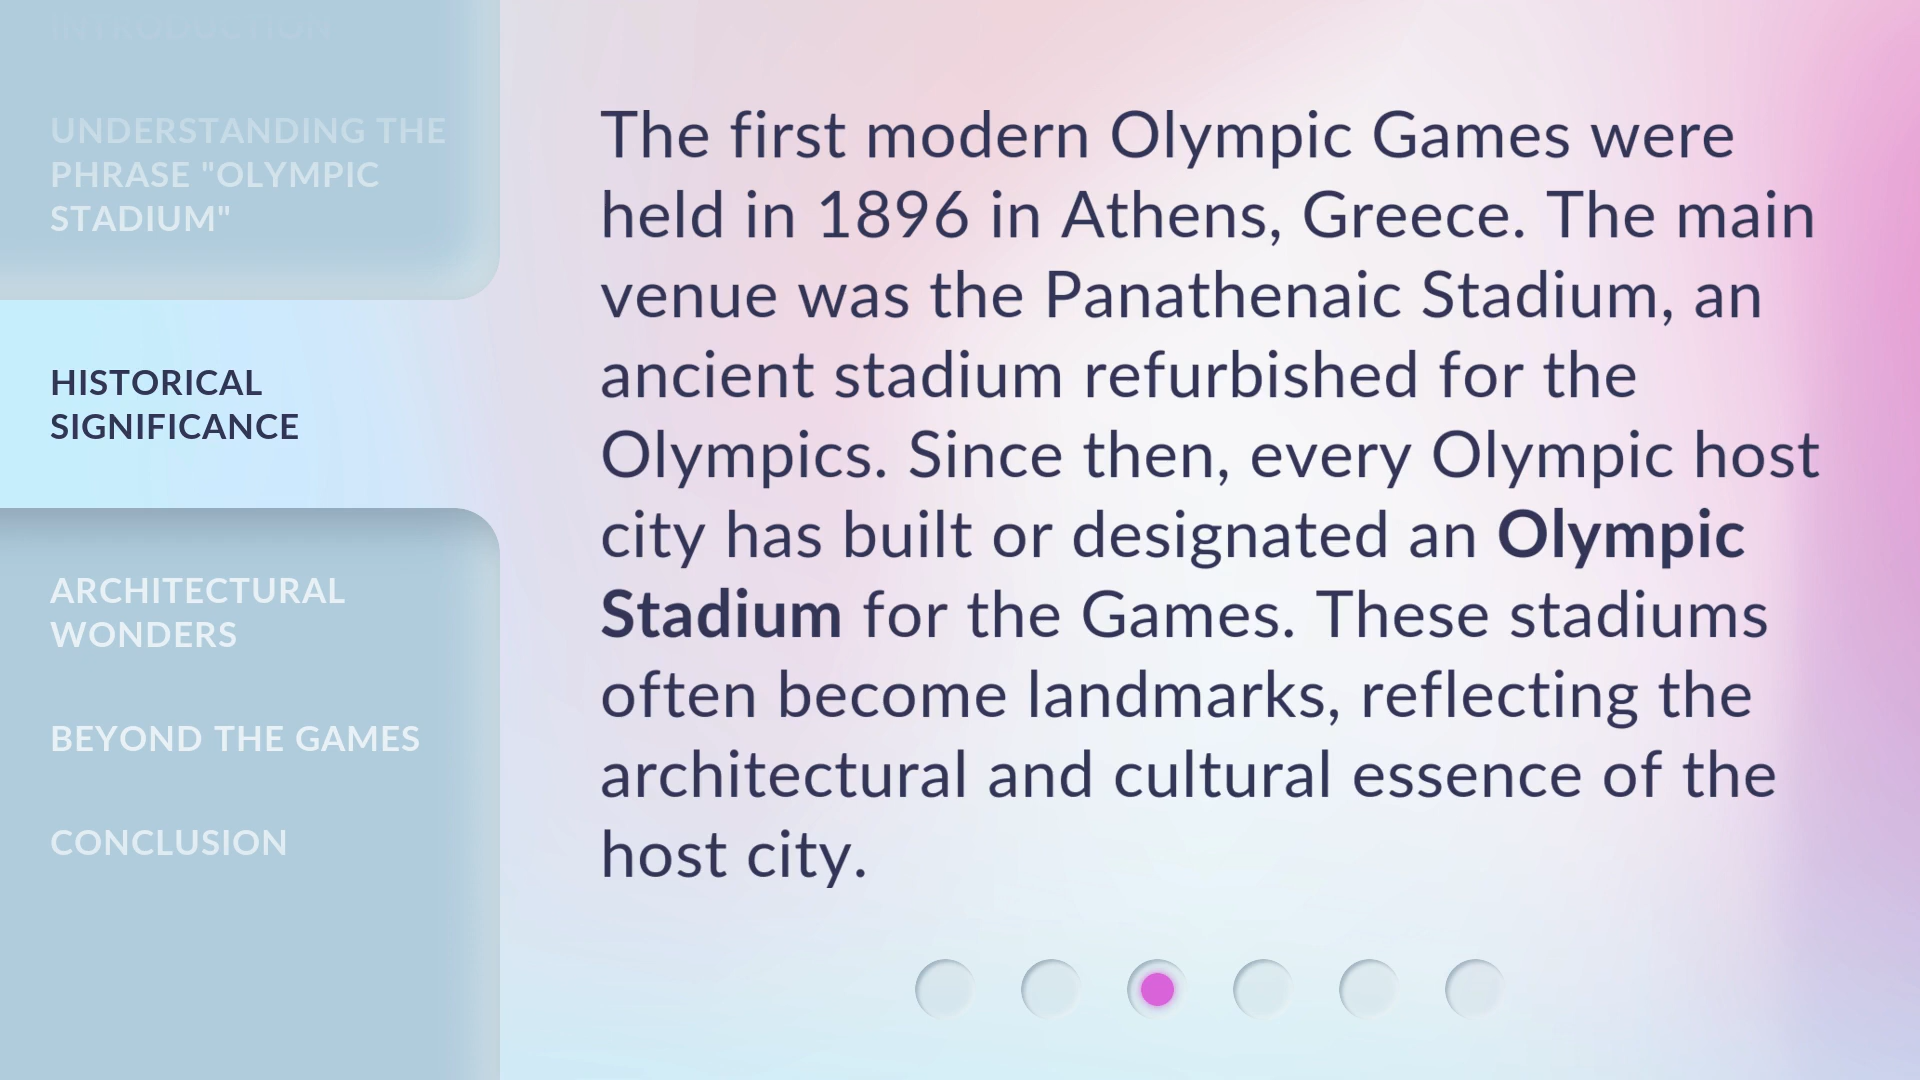 INTRODUCTION
UNDERSTANDING THE
PHRASE "OLYMPIC
STADIUM"
HISTORICAL
SIGNIFICANCE
ARCHITECTURAL
WONDERS
BEYOND THE GAMES
CONCLUSION
The first modern Olympic Games were
held in 1896 in Athens, Greece. The main
venue was the Panathenaic Stadium, an
ancient stadium refurbished for the
Olympics. Since then, every Olympic host
city has built or designated an Olympic
Stadium for the Games. These stadiums
often become landmarks, reflecting the
architectural and cultural essence of the
host city.